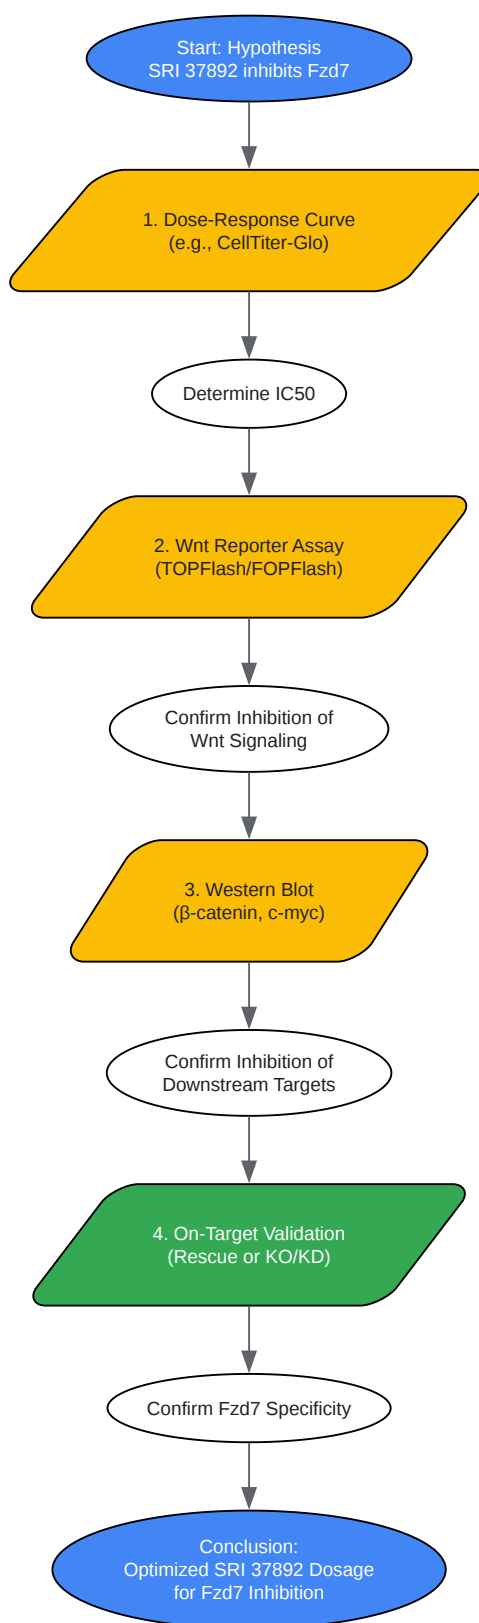 Start: Hypothesis
SRI 37892 inhibits Fzd7
1. Dose-Response Curve
(e.g., CellTiter-Glo)
Determine IC50
2. Wnt Reporter Assay
(TOPFlash/FOPFlash)
Confirm Inhibition of
Wnt Signaling
3. Western Blot
(β-catenin, c-myc)
Confirm Inhibition of
Downstream Targets
4. On-Target Validation
(Rescue or KO/KD)
Confirm Fzd7 Specificity
Conclusion:
Optimized SRI 37892 Dosage
for Fzd7 Inhibition